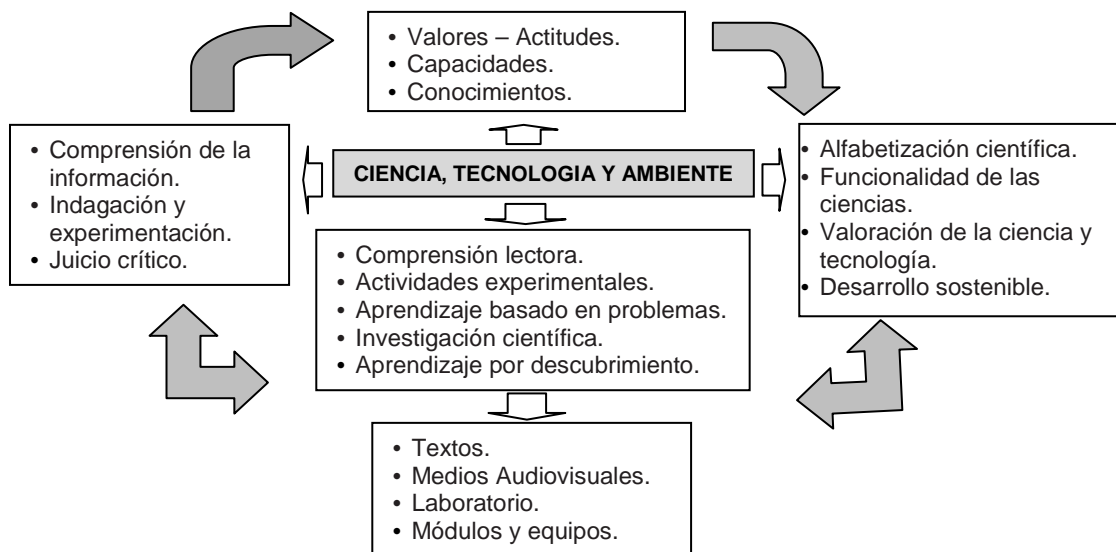 • Valores – Actitudes.
• Capacidades.
• Conocimientos.
• Comprensión de la
información.
• Indagación y
experimentación.
• Juicio crítico.
CIENCIA, TECNOLOGIA Y AMBIENTE
• Alfabetización científica.
• Funcionalidad de las
ciencias.
• Valoración de la ciencia y
tecnología.
• Desarrollo sostenible.
• Comprensión lectora.
• Actividades experimentales.
• Aprendizaje basado en problemas.
• Investigación científica.
• Aprendizaje por descubrimiento.
• Textos.
• Medios Audiovisuales.
• Laboratorio.
• Módulos y equipos.